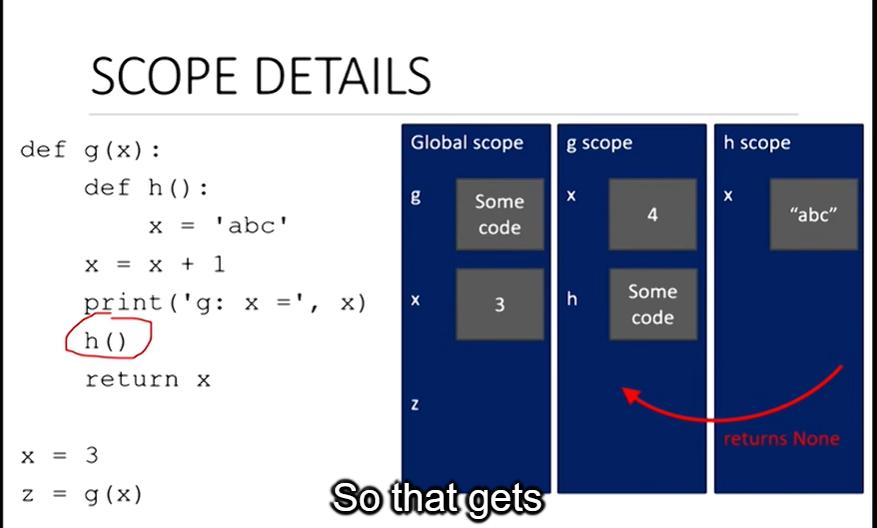 SCOPE DETAILS
def g(x):
    def h():
        x = 'abc'
    x = x + 1
    print('g: x =', x)
    h()
    return x
x = 3
z = g(x)
Global scope
g
Some
code
x
3
z
g scope
x
4
h
Some
code
h scope
x
“abc”
returns None
So that gets